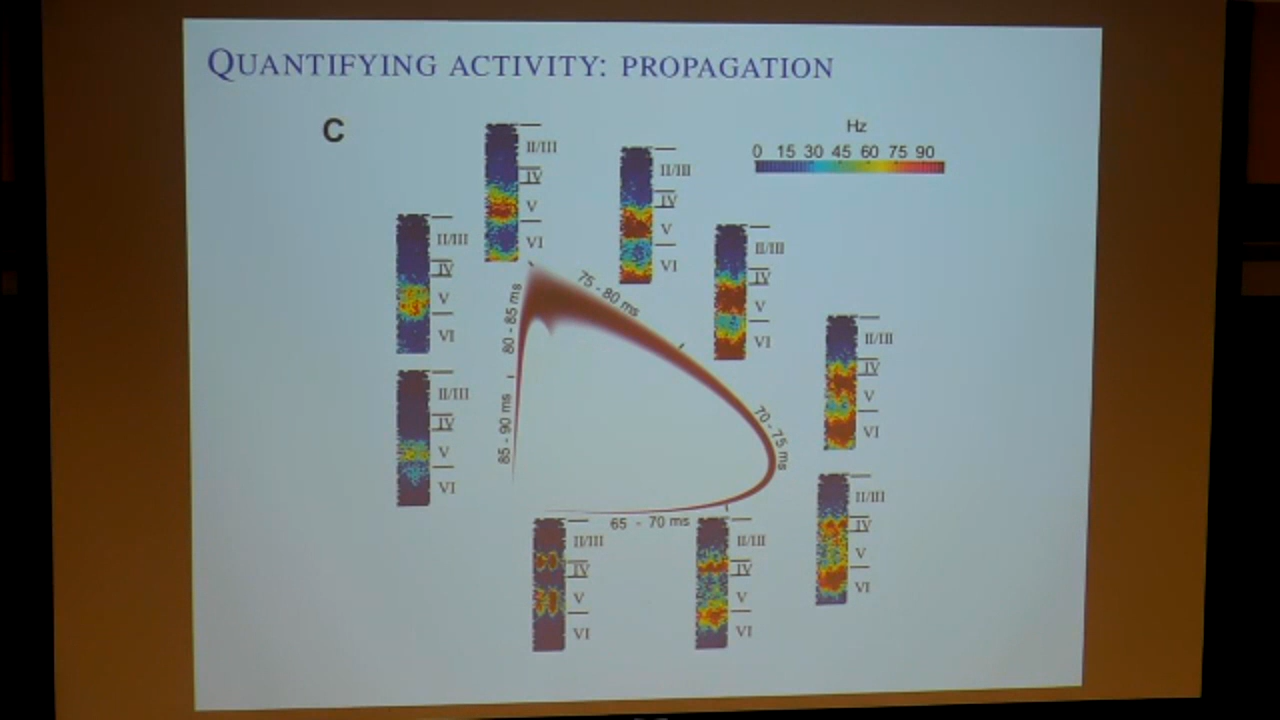 QUANTIFYING ACTIVITY: PROPAGATION
C
Hz
0 15 30 45 60 75 90
II/III
IV
V
VI
II/III
IV
V
VI
II/III
IV
V
VI
II/III
IV
V
VI
II/III
IV
V
VI
II/III
IV
V
VI
II/III
IV
V
VI
II/III
IV
V
VI
II/III
IV
V
VI
75 - 80 ms
80 - 85 ms
70 - 75 ms
85 - 90 ms
65 - 70 ms